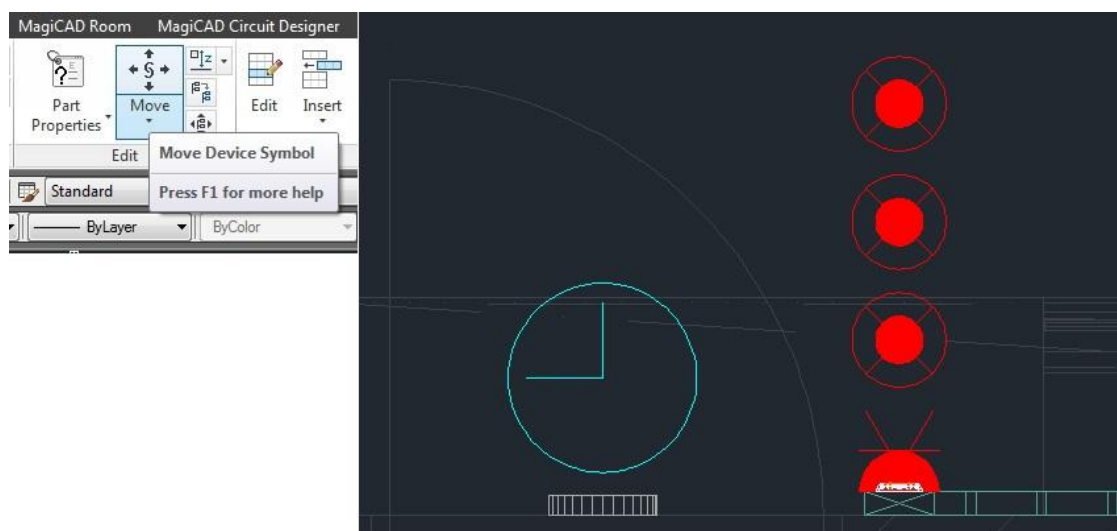 MagiCAD Room MagiCAD Circuit Designer
Part
Properties
Move
Edit
Insert
Edit
Move Device Symbol
Press F1 for more help
Standard
ByLayer
ByColor